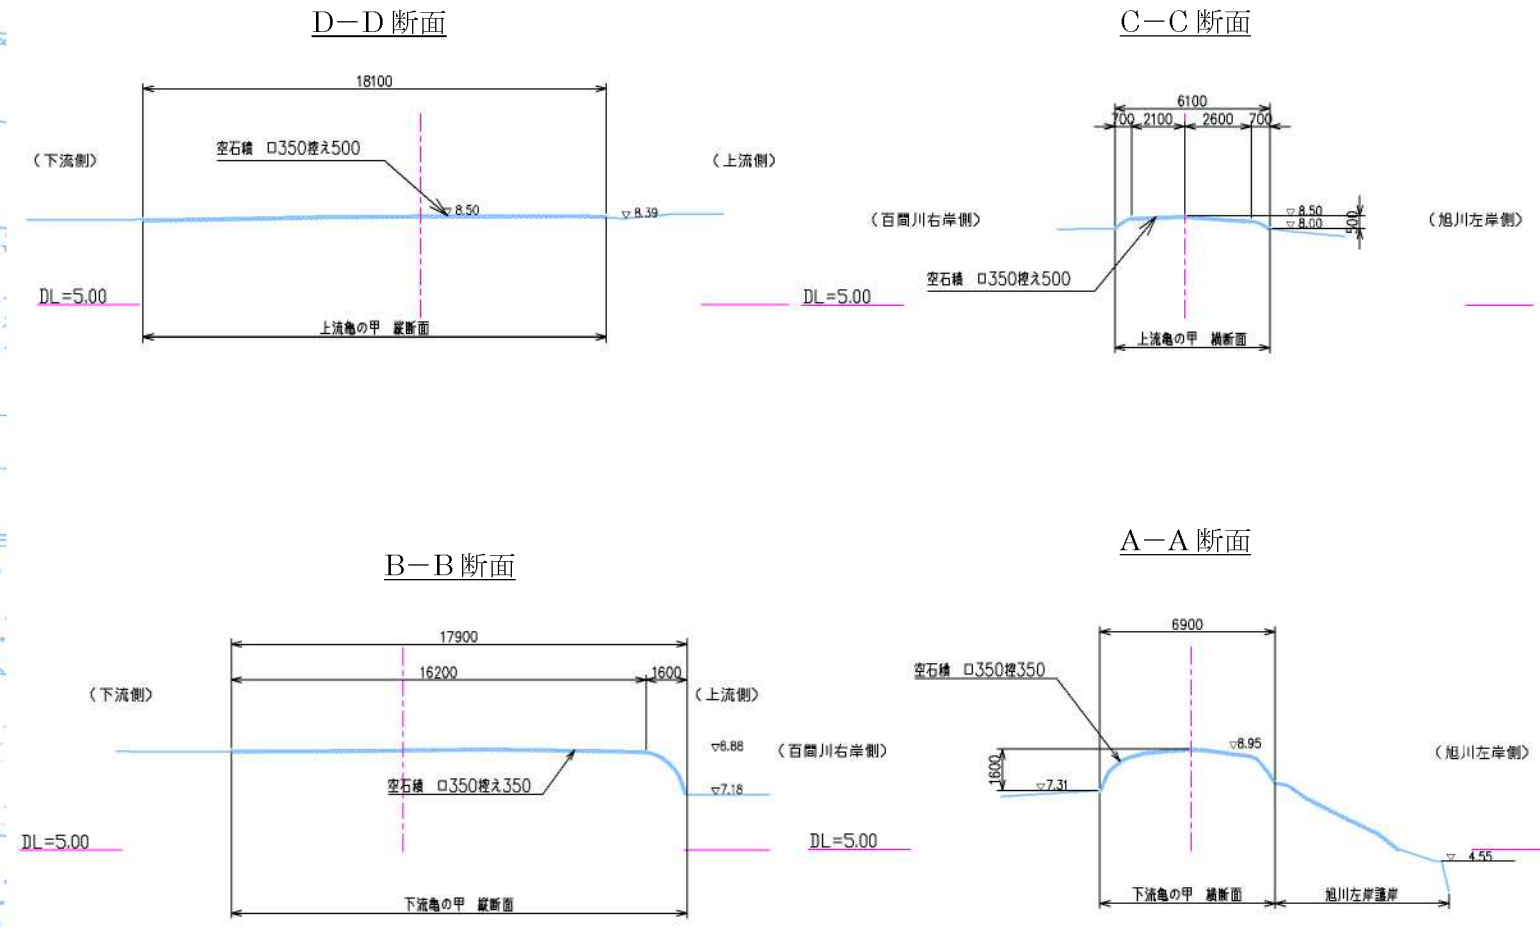 D－D断面
18100
空石積　口350控え500
（下流側）
（上流側）
▽8.50
▽8.39
DL=5.00
上流亀の甲　縦断面
C－C断面
6100
700 2100 2600 700
（百間川右岸側）
（旭川左岸側）
▽8.50
▽8.00
500
空石積　口350控え500
DL=5.00
上流亀の甲　横断面
B－B断面
17900
16200 1600
（下流側）
（上流側）
▽8.88
▽7.18
空石積　口350控え350
DL=5.00
下流亀の甲　縦断面
A－A断面
6900
空石積　口350控350
（百間川右岸側）
（旭川左岸側）
▽8.95
1600
▽7.31
DL=5.00
▽ 4.55
下流亀の甲　横断面
旭川左岸護岸